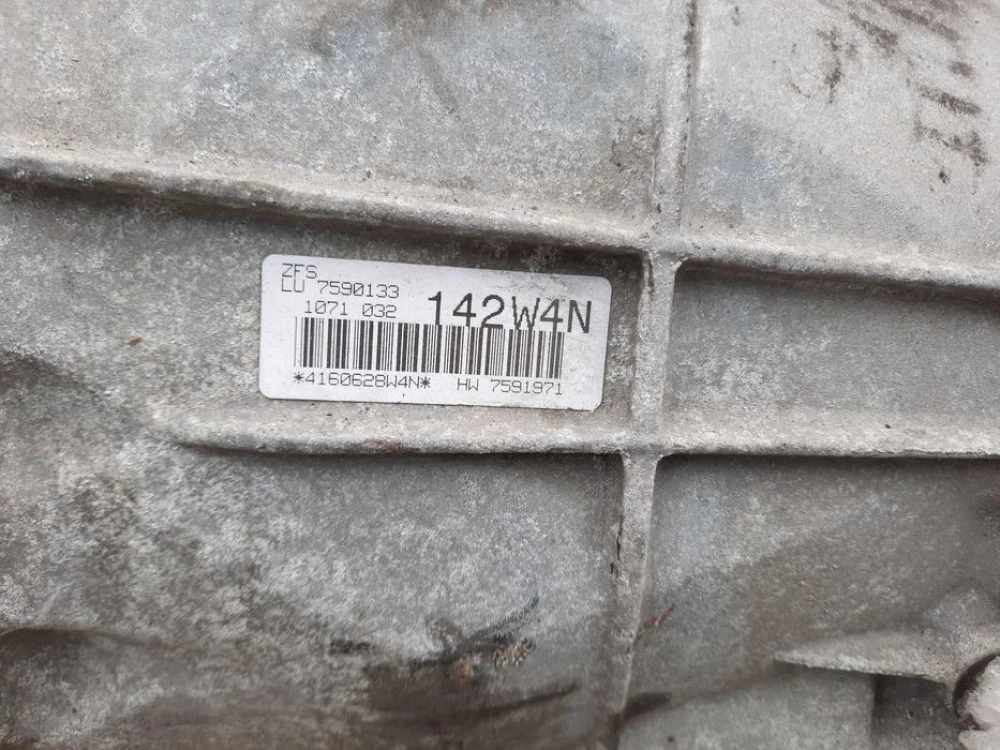 ZFS
LU 7590133
1071 032 142W4N
*4160628W4N* HW 7591971